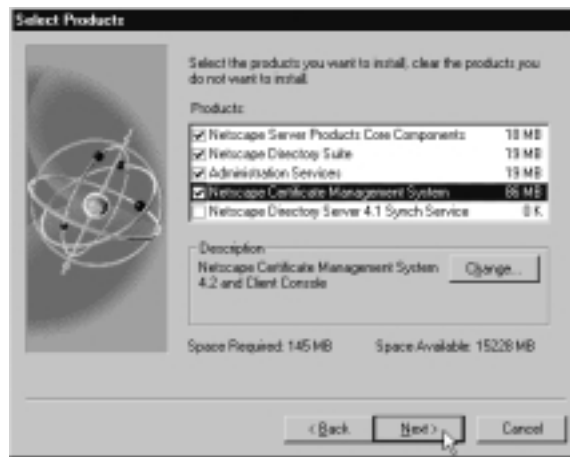 Select Products
Select the products you want to install, clear the products you
do not want to install.
Products:
Netscape Server Products Core Components 18 MB
Netscape Directory Suite 19 MB
Administration Services 19 MB
Netscape Certificate Management System 86 MB
Netscape Directory Server 4.1 Synch Service 0 K
Description
Netscape Certificate Management System
4.2 and Client Console
Change...
Space Required: 145 MB Space Available: 15228 MB
< Back Next > Cancel